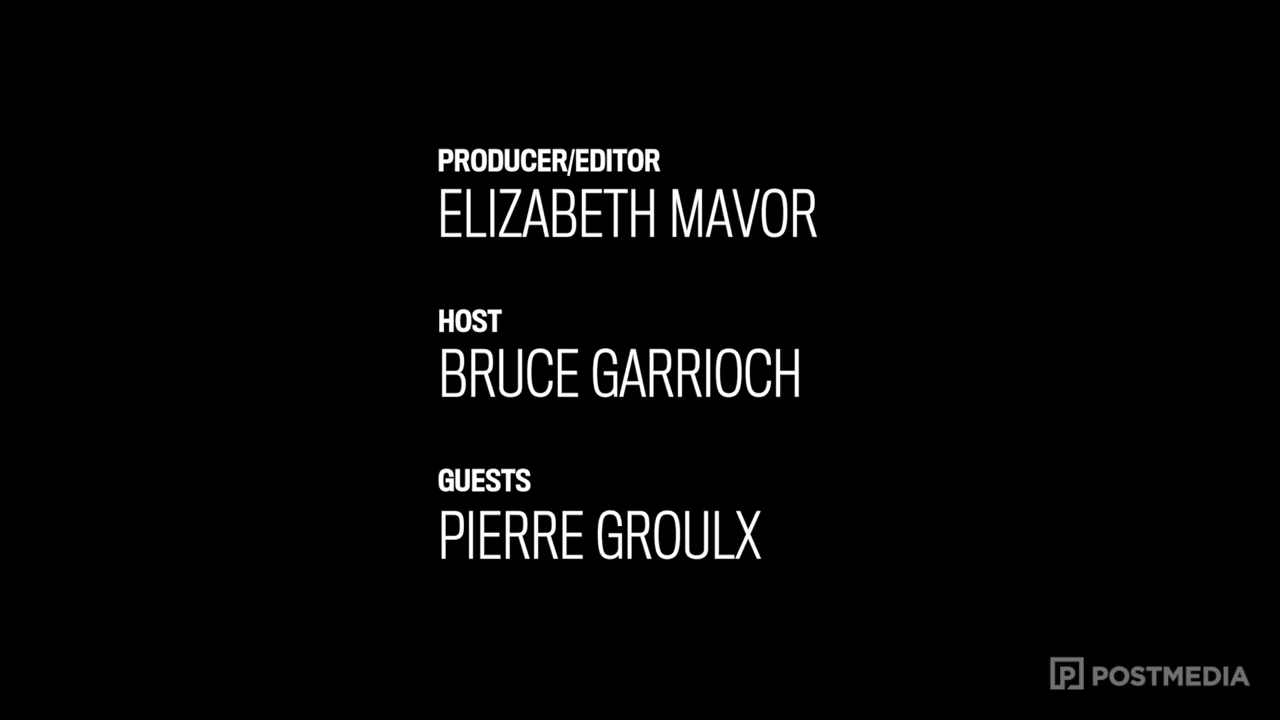 PRODUCER/EDITOR
ELIZABETH MAVOR
HOST
BRUCE GARRIOCH
GUESTS
PIERRE GROULX
P POSTMEDIA